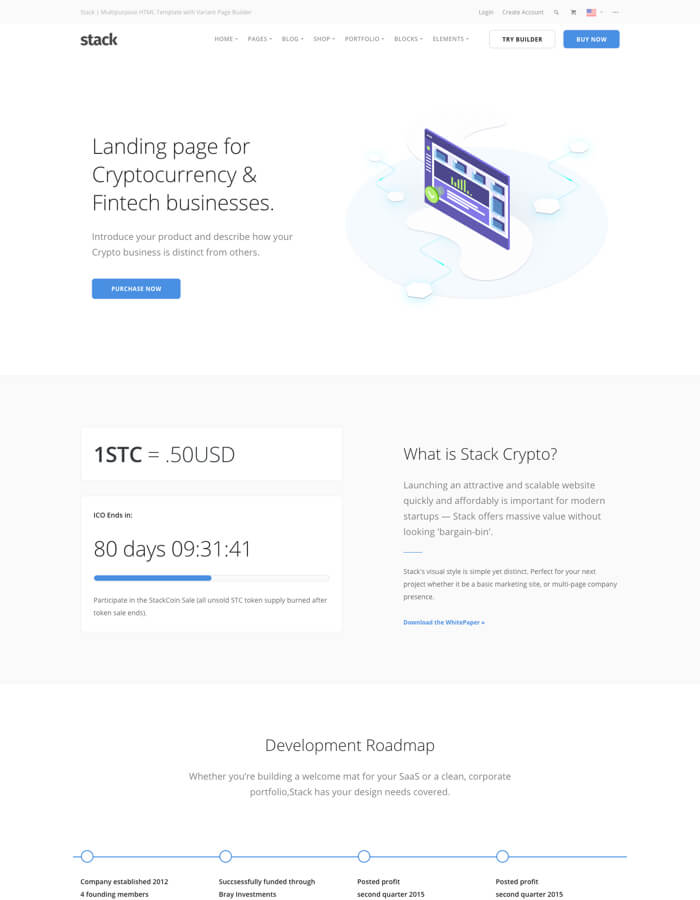 Stack | Multipurpose HTML Template with Variant Page Builder
Login Create Account
stack
HOME PAGES BLOG SHOP PORTFOLIO BLOCKS ELEMENTS TRY BUILDER BUY NOW
Landing page for
Cryptocurrency &
Fintech businesses.
Introduce your product and describe how your
Crypto business is distinct from others.
PURCHASE NOW
1STC = .50USD
ICO Ends in:
80 days 09:31:41
Participate in the StackCoin Sale (all unsold STC token supply burned after
token sale ends).
What is Stack Crypto?
Launching an attractive and scalable website
quickly and affordably is important for modern
startups — Stack offers massive value without
looking 'bargain-bin'.
Stack's visual style is simple yet distinct. Perfect for your next
project whether it be a basic marketing site, or multi-page company
presence.
Download the WhitePaper »
Development Roadmap
Whether you're building a welcome mat for your SaaS or a clean, corporate
portfolio,Stack has your design needs covered.
Company established 2012
4 founding members
Succsessfully funded through
Bray Investments
Posted profit
second quarter 2015
Posted profit
second quarter 2015